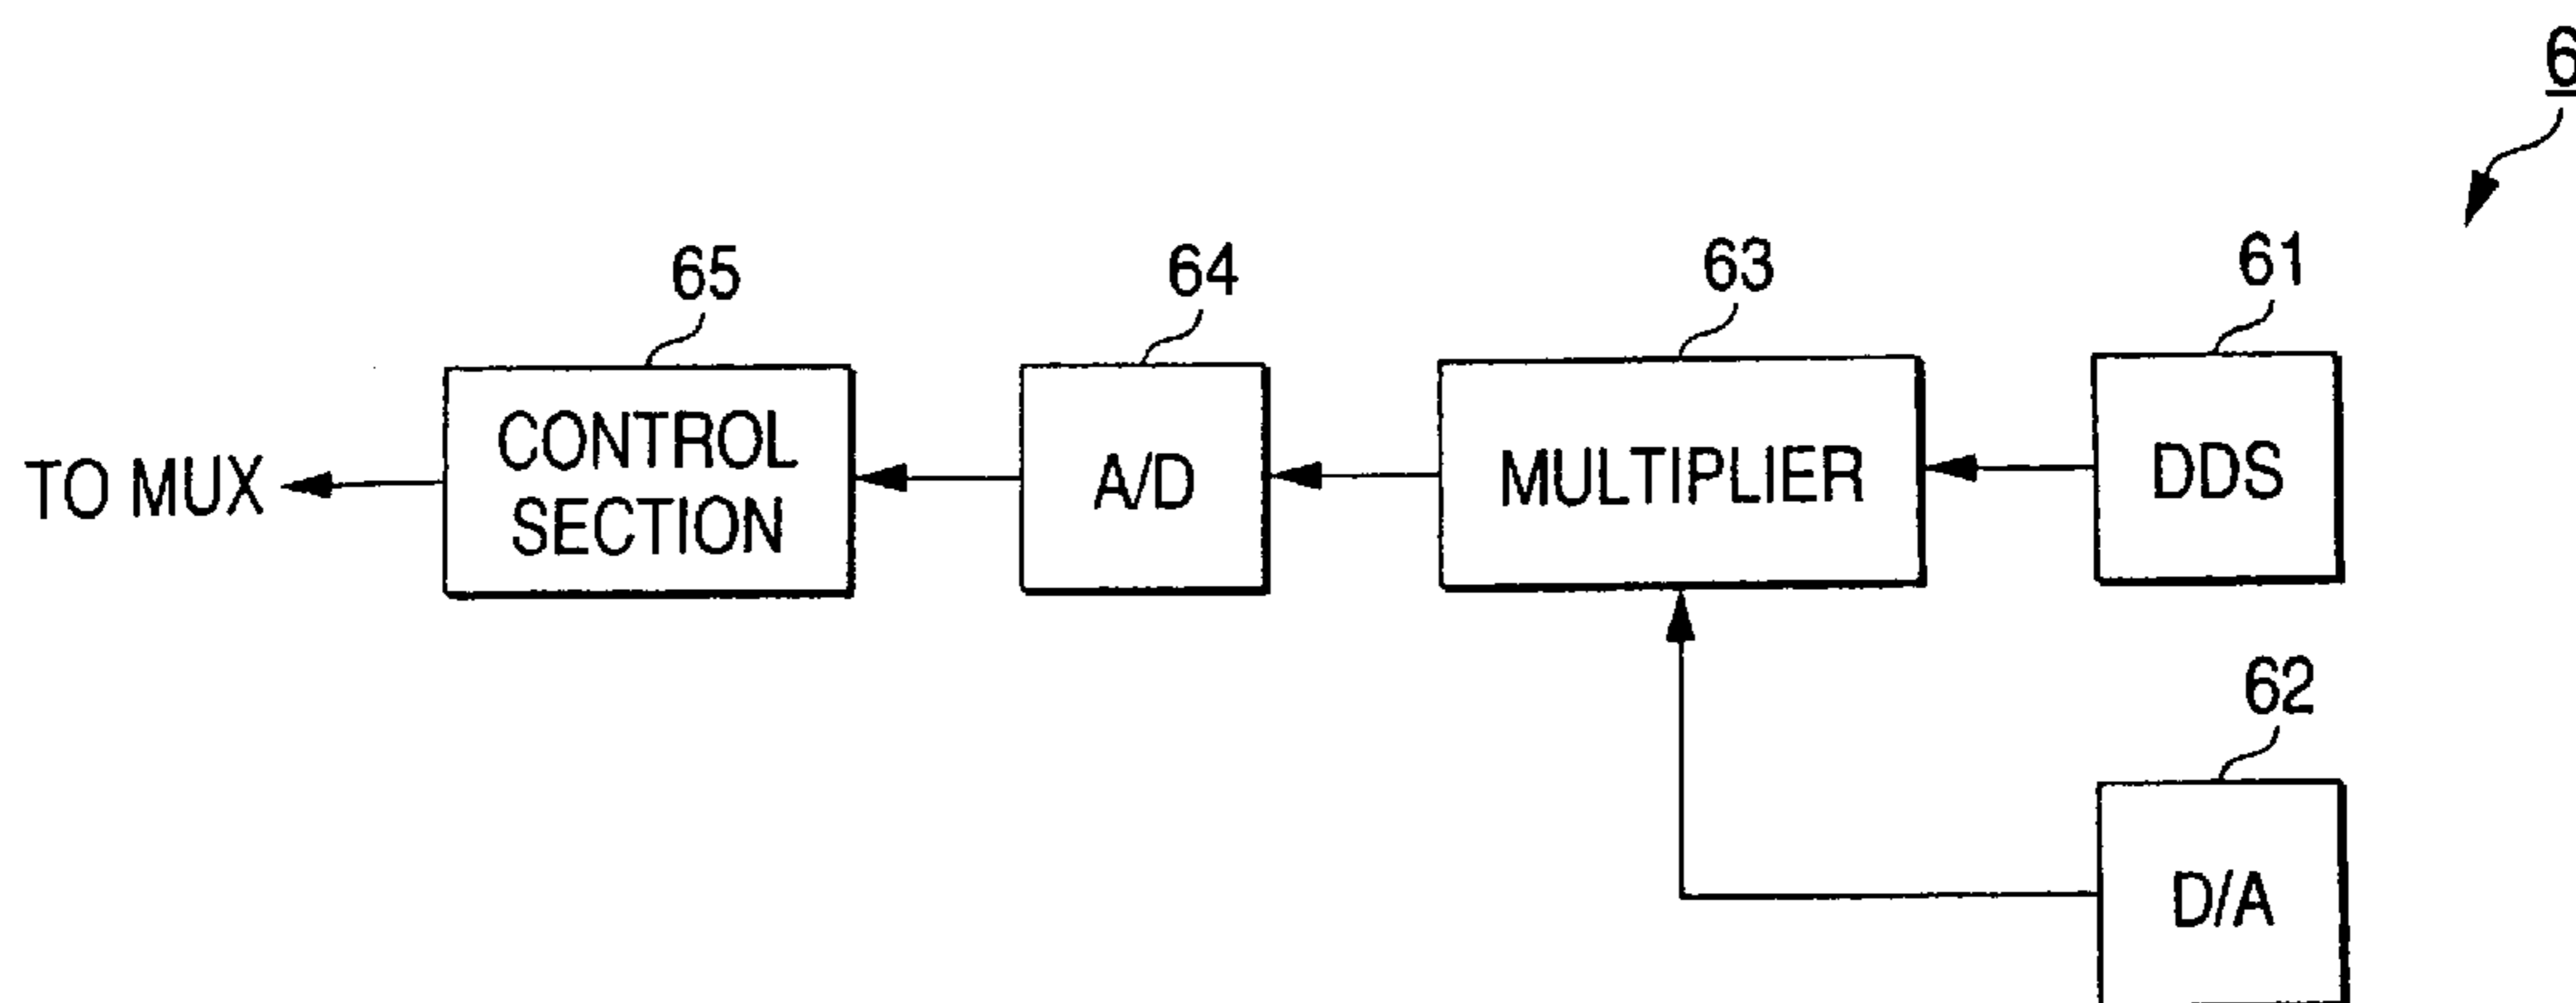 6
65
64
63
61
TO MUX
CONTROL
SECTION
A/D
MULTIPLIER
DDS
62
D/A